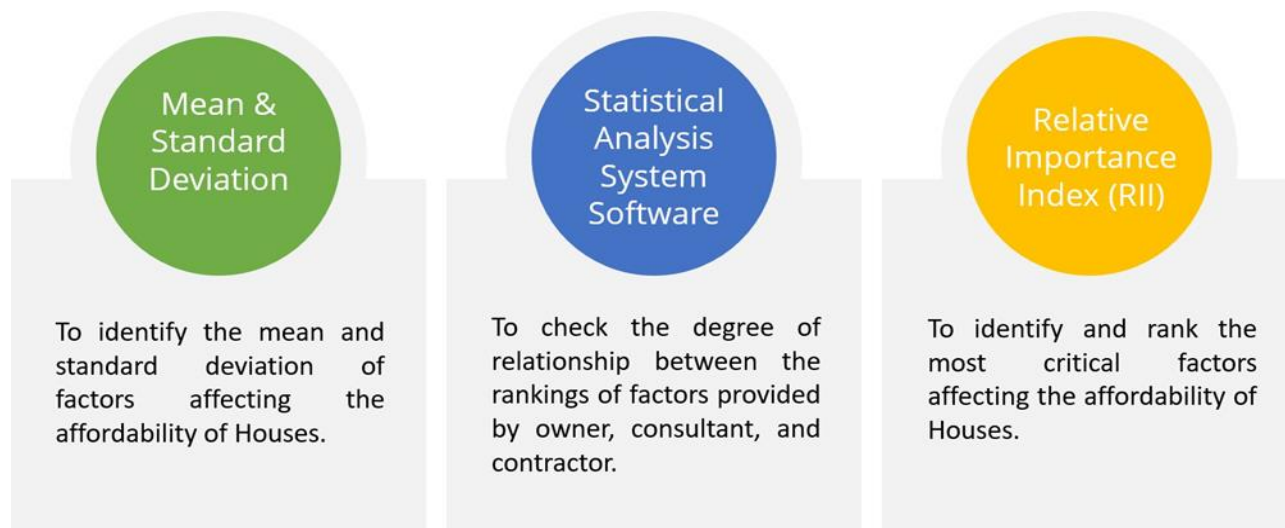 Mean &
Standard
Deviation
To identify the mean and
standard deviation of
factors affecting the
affordability of Houses.
Statistical
Analysis
System
Software
To check the degree of
relationship between the
rankings of factors provided
by owner, consultant, and
contractor.
Relative
Importance
Index (RII)
To identify and rank the
most critical factors
affecting the affordability of
Houses.